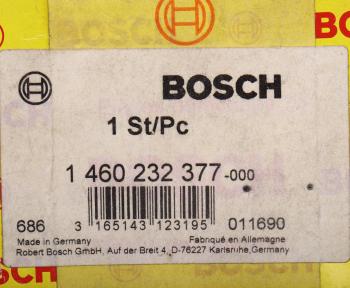 BOSCH
1 St/Pc
1 460 232 377-000
686 3 165143 123195 011690
Made in Germany Fabriqué en Allemagne
Robert Bosch GmbH, Auf der Breit 4, D-76227 Karlsruhe,Germany